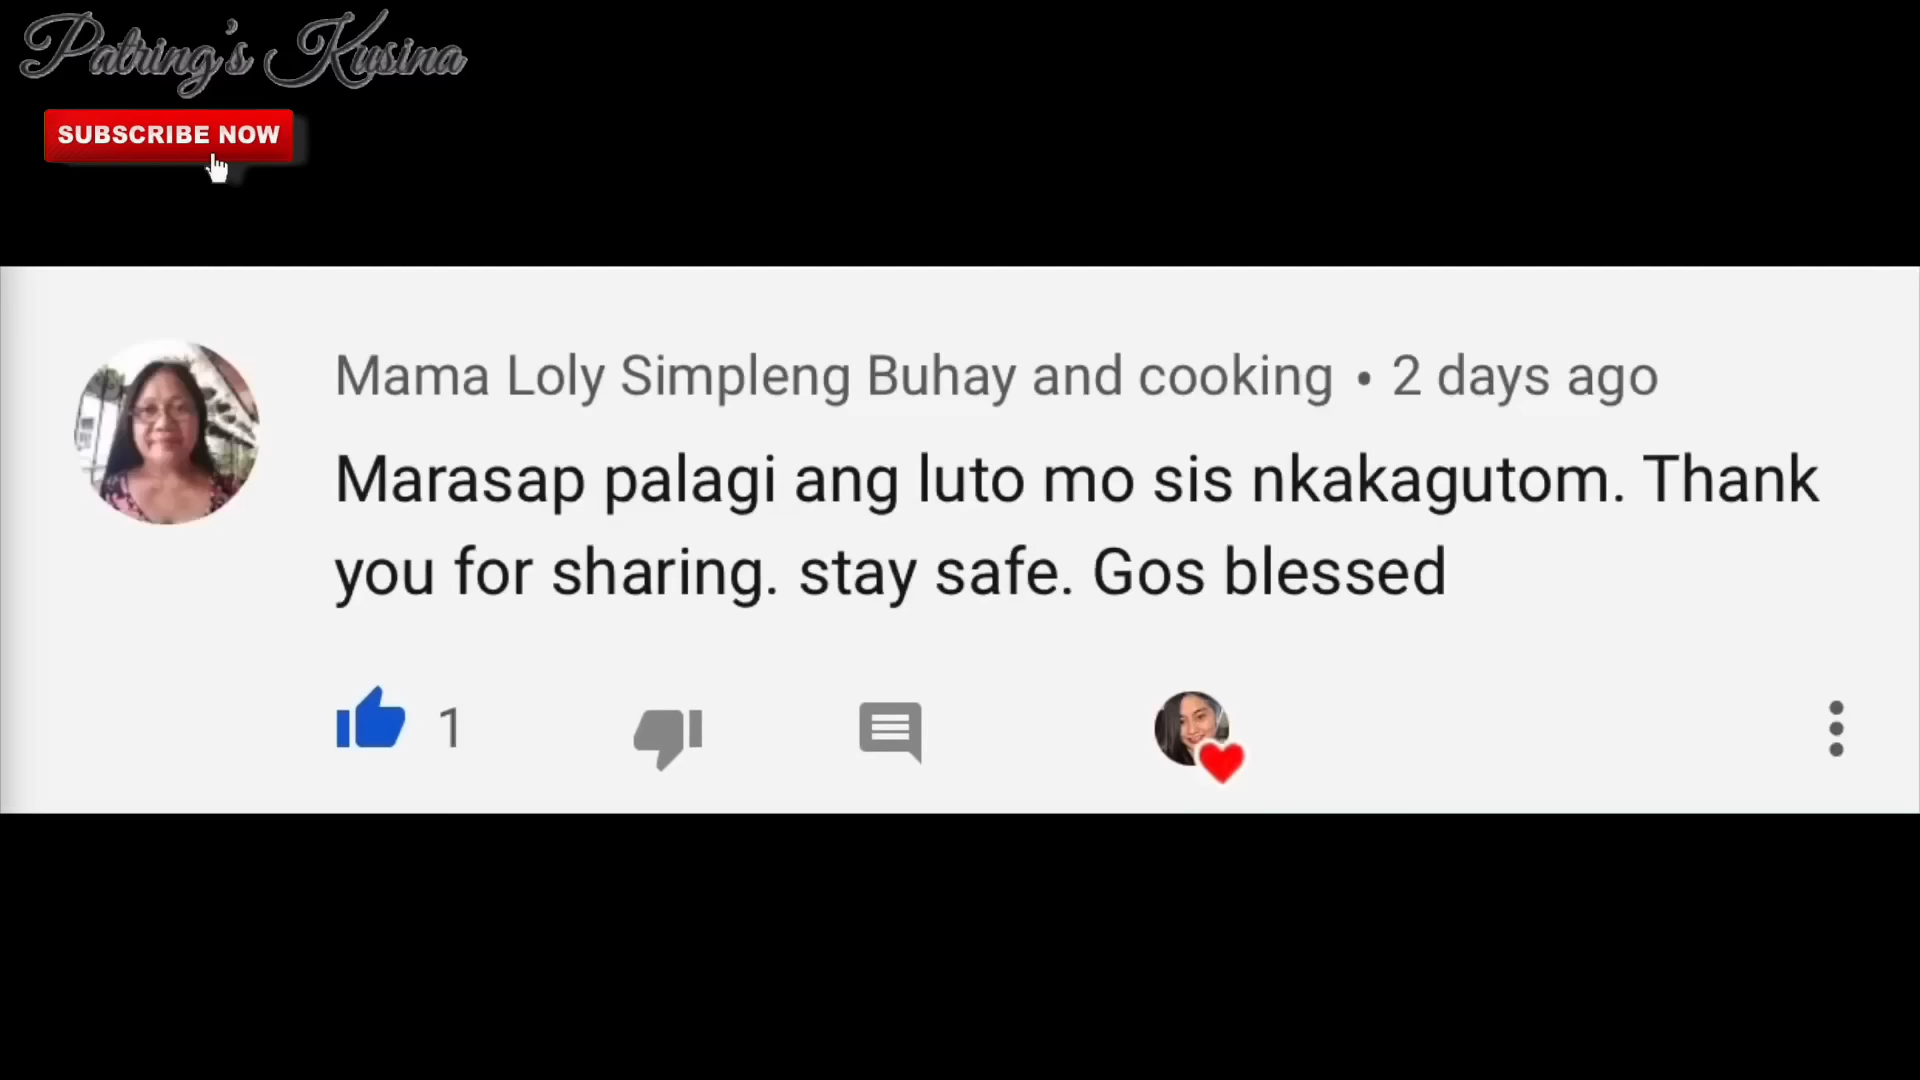 Patring's Kusina
SUBSCRIBE NOW
Mama Loly Simpleng Buhay and cooking • 2 days ago
Marasap palagi ang luto mo sis nkakagutom. Thank
you for sharing. stay safe. Gos blessed
1